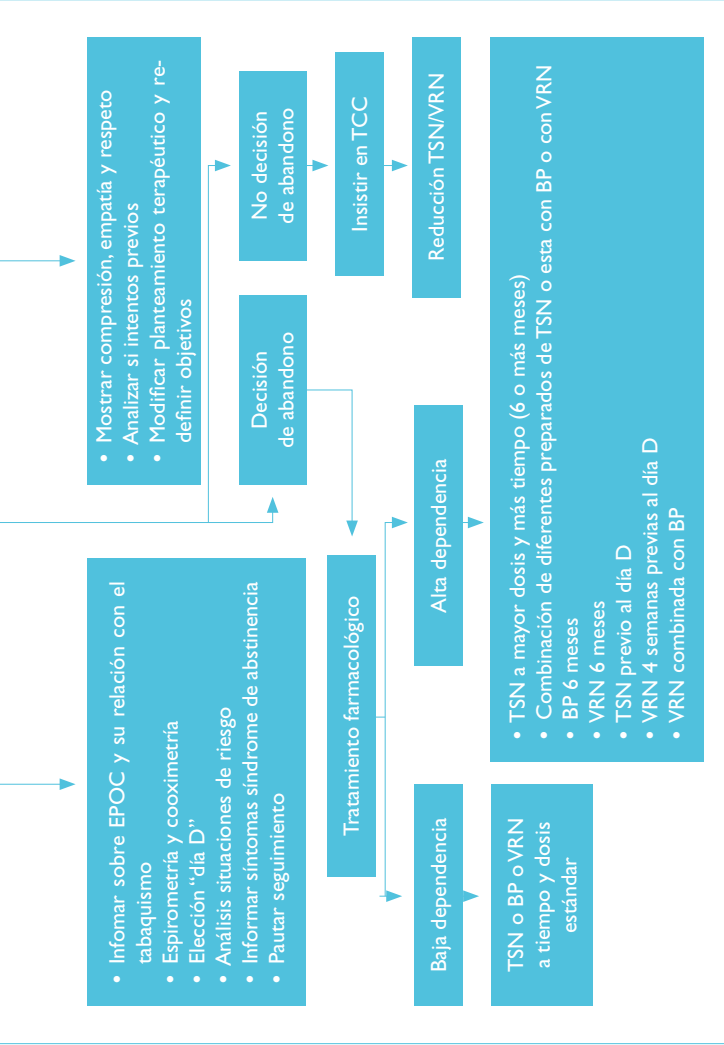 • Infomar sobre EPOC y su relación con el
tabaquismo
• Espirometría y cooximetría
• Elección “día D”
• Análisis situaciones de riesgo
• Informar síntomas síndrome de abstinencia
• Pautar seguimiento
• Mostrar compresión, empatía y respeto
• Analizar si intentos previos
• Modificar planteamiento terapéutico y re-
definir objetivos
Decisión
de abandono
No decisión
de abandono
Insistir en TCC
Reducción TSN/VRN
Tratamiento farmacológico
Baja dependencia
TSN o BP o VRN
a tiempo y dosis
estándar
Alta dependencia
• TSN a mayor dosis y más tiempo (6 o más meses)
• Combinación de diferentes preparados de TSN o esta con BP o con VRN
• BP 6 meses
• VRN 6 meses
• TSN previo al día D
• VRN 4 semanas previas al día D
• VRN combinada con BP